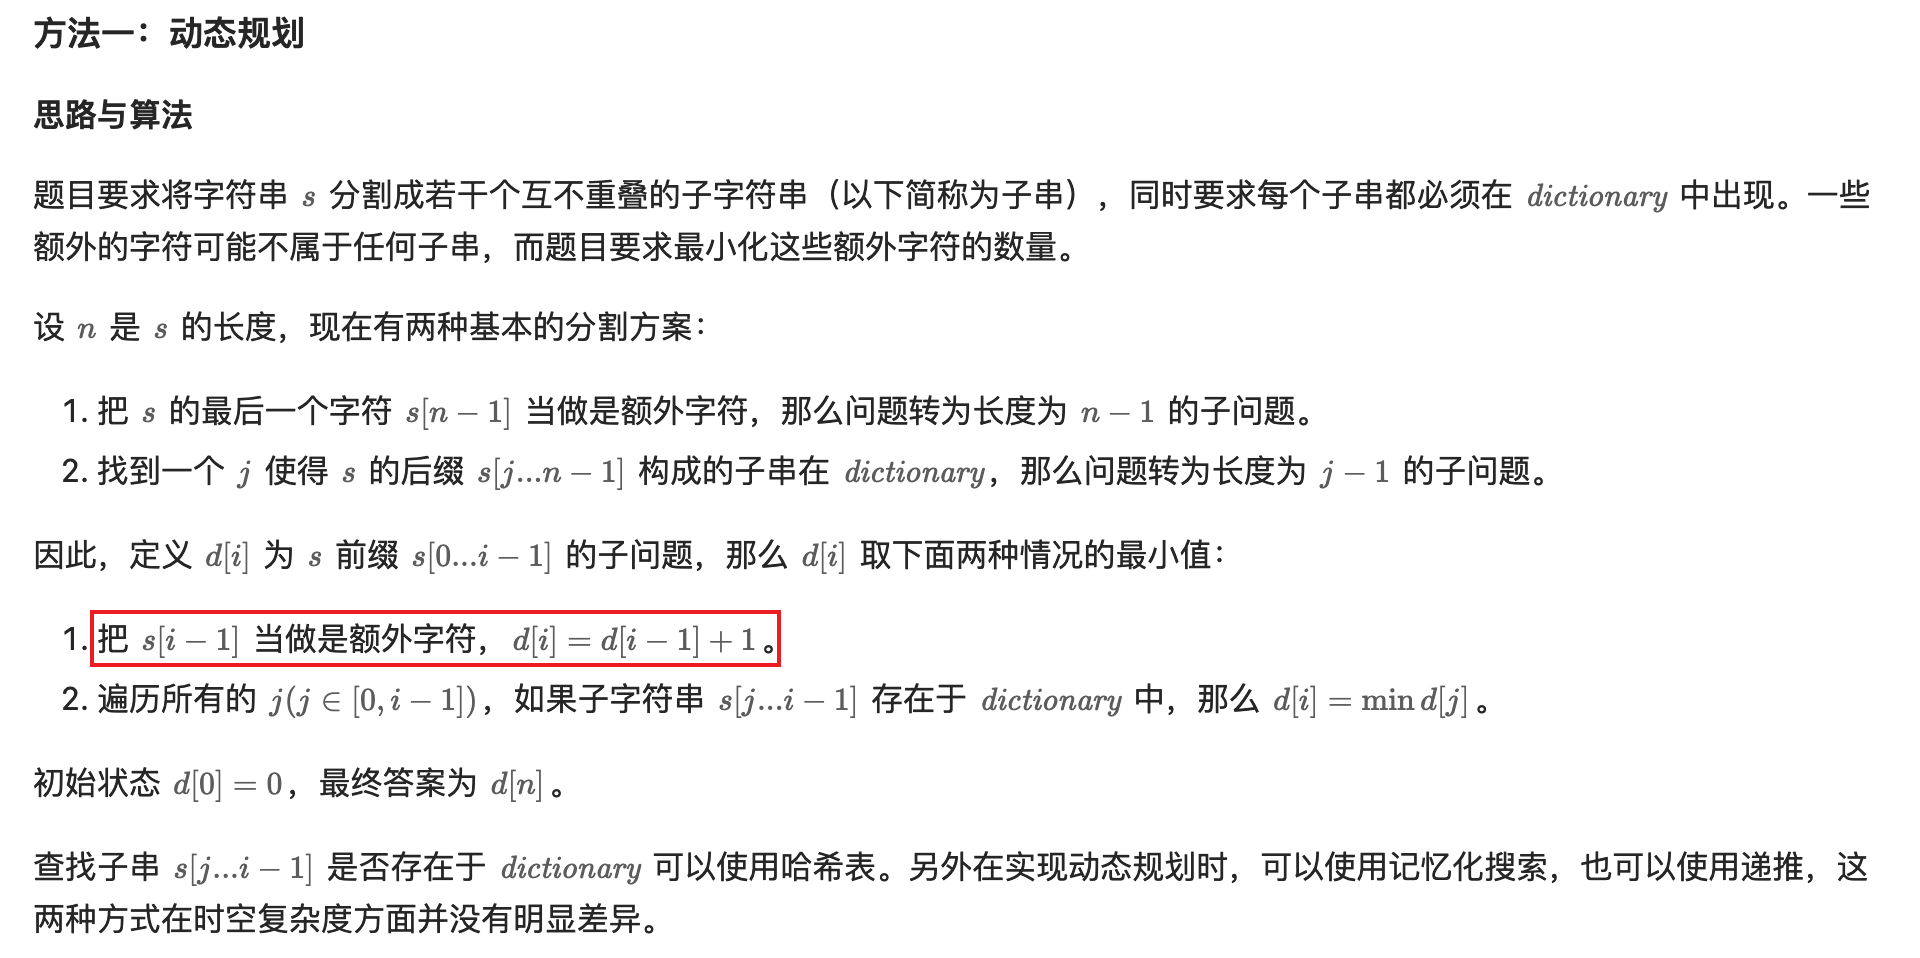 方法一：动态规划
思路与算法
题目要求将字符串 s 分割成若干个互不重叠的子字符串（以下简称为子串），同时要求每个子串都必须在 dictionary 中出现。一些
额外的字符可能不属于任何子串，而题目要求最小化这些额外字符的数量。
设 n 是 s 的长度，现在有两种基本的分割方案：
1. 把 s 的最后一个字符 s[n − 1] 当做是额外字符，那么问题转为长度为 n − 1 的子问题。
2. 找到一个 j 使得 s 的后缀 s[j...n − 1] 构成的子串在 dictionary，那么问题转为长度为 j − 1 的子问题。
因此，定义 d[i] 为 s 前缀 s[0...i − 1] 的子问题，那么 d[i] 取下面两种情况的最小值：
1. 把 s[i − 1] 当做是额外字符，d[i] = d[i − 1] + 1。
2. 遍历所有的 j(j ∈ [0, i − 1])，如果子字符串 s[j...i − 1] 存在于 dictionary 中，那么 d[i] = min d[j]。
初始状态 d[0] = 0，最终答案为 d[n]。
查找子串 s[j...i − 1] 是否存在于 dictionary 可以使用哈希表。另外在实现动态规划时，可以使用记忆化搜索，也可以使用递推，这
两种方式在时空复杂度方面并没有明显差异。